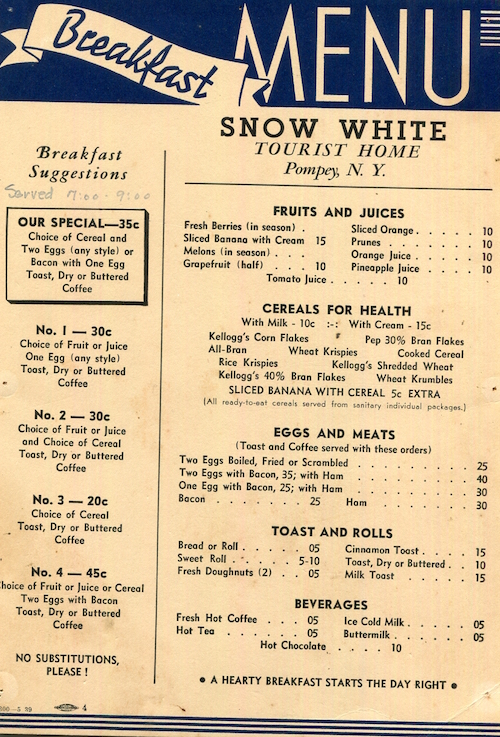 Breakfast MENU
SNOW WHITE
TOURIST HOME
Pompey, N. Y.
Breakfast
Suggestions
Served 7:00 - 9:00
OUR SPECIAL—35c
Choice of Cereal and
Two Eggs (any style) or
Bacon with One Egg
Toast, Dry or Buttered
Coffee
No. 1 — 30c
Choice of Fruit or Juice
One Egg (any style)
Toast, Dry or Buttered
Coffee
No. 2 — 30c
Choice of Fruit or Juice
and Choice of Cereal
Toast, Dry or Buttered
Coffee
No. 3 — 20c
Choice of Cereal
Toast, Dry or Buttered
Coffee
No. 4 — 45c
Choice of Fruit or Juice or Cereal
Two Eggs with Bacon
Toast, Dry or Buttered
Coffee
NO SUBSTITUTIONS,
PLEASE !
4
FRUITS AND JUICES
Fresh Berries (in season) .
Sliced Banana with Cream 15
Melons (in season) . . .
Grapefruit (half) . . . . 10
Sliced Orange . . . . . 10
Prunes . . . . . . 10
Orange Juice . . . . . 10
Pineapple Juice . . . . 10
Tomato Juice . . . . . 10
CEREALS FOR HEALTH
With Milk - 10c :-: With Cream - 15c
Kellogg's Corn Flakes Pep 30% Bran Flakes
All-Bran Wheat Krispies Cooked Cereal
Rice Krispies Kellogg's Shredded Wheat
Kellogg's 40% Bran Flakes Wheat Krumbles
SLICED BANANA WITH CEREAL 5c EXTRA
(All ready-to-eat cereals served from sanitary individual packages.)
EGGS AND MEATS
(Toast and Coffee served with these orders)
Two Eggs Boiled, Fried or Scrambled . . . . . . . . 25
Two Eggs with Bacon, 35; with Ham . . . . . . . . 40
One Egg with Bacon, 25; with Ham . . . . . . . . 30
Bacon . . . . . . 25 Ham . . . . . . 30
TOAST AND ROLLS
Bread or Roll . . . . . 05
Sweet Roll . . . . . 5-10
Fresh Doughnuts (2) . . . 05
Cinnamon Toast . . . . 15
Toast, Dry or Buttered . . 10
Milk Toast . . . . . 15
BEVERAGES
Fresh Hot Coffee . . . 05
Hot Tea . . . . . . 05
Ice Cold Milk . . . . . 05
Buttermilk . . . . . . 05
Hot Chocolate . . . . 10
• A HEARTY BREAKFAST STARTS THE DAY RIGHT •